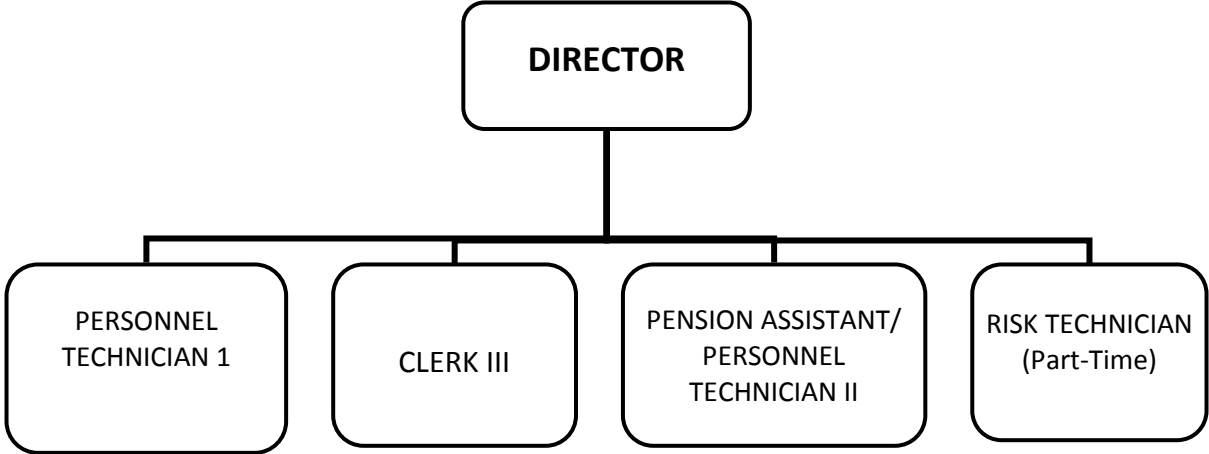 DIRECTOR
PERSONNEL
TECHNICIAN 1
CLERK III
PENSION ASSISTANT/
PERSONNEL
TECHNICIAN II
RISK TECHNICIAN
(Part-Time)